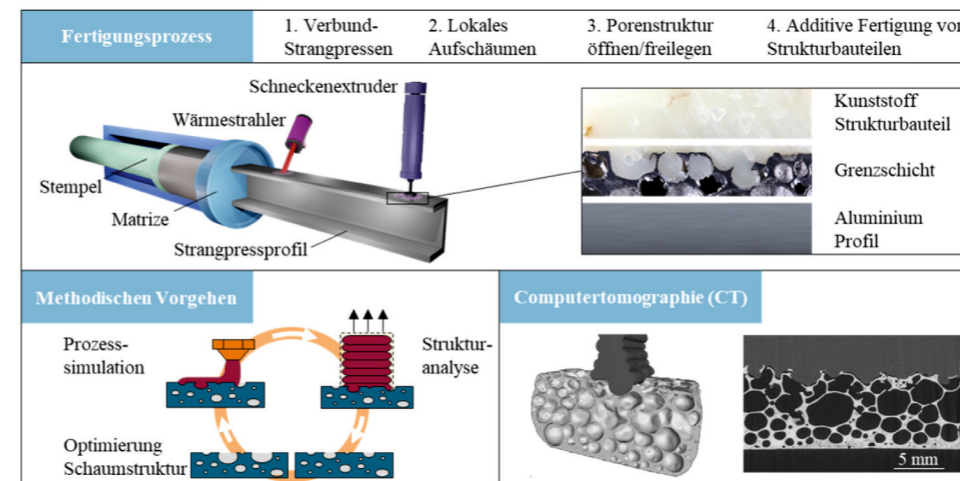 Fertigungsprozess
1. Verbund-
Strangpressen
2. Lokales
Aufschäumen
3. Porenstruktur
öffnen/freilegen
4. Additive Fertigung von
Strukturbauteilen
Schneckenextruder
Wärmestrahler
Stempel
Matrize
Strangpressprofil
Kunststoff
Strukturbauteil
Grenzschicht
Aluminium
Profil
Methodischen Vorgehen
Prozess-
simulation
Struktur-
analyse
Optimierung
Schaumstruktur
Computertomographie (CT)
5 mm